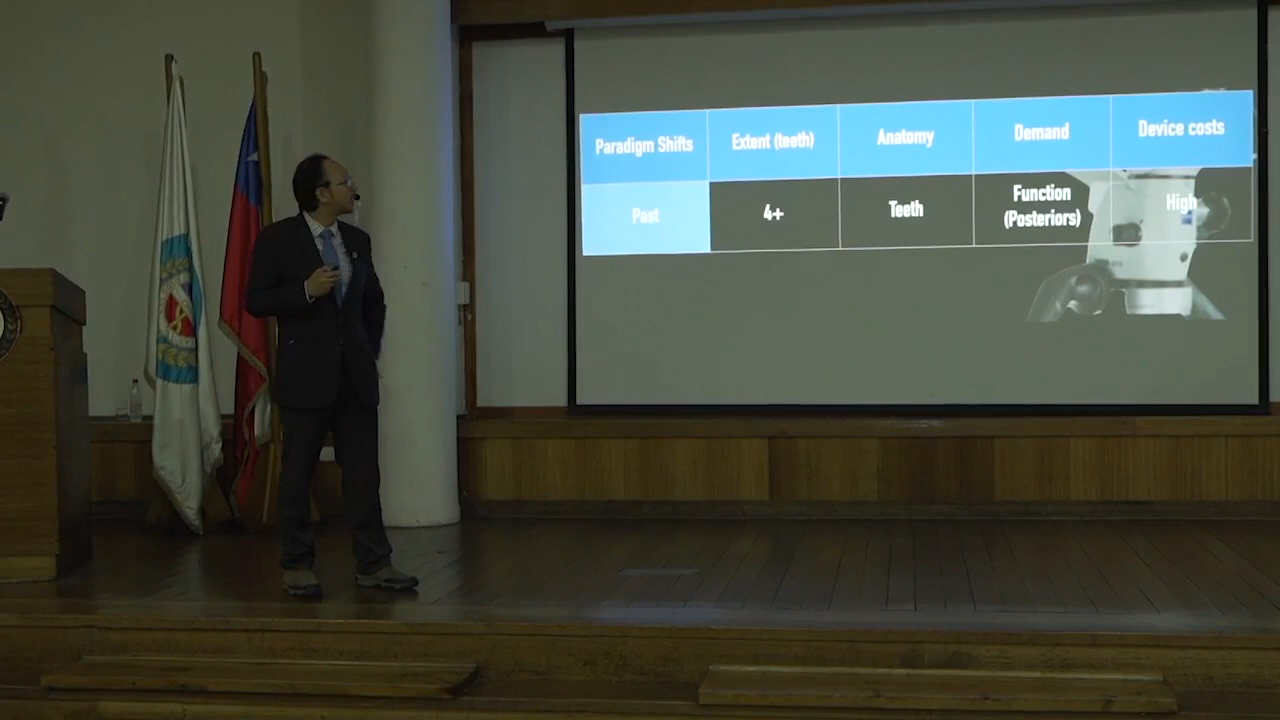 Paradigm Shifts
Extent (teeth)
Anatomy
Demand
Device costs
Past
4+
Teeth
Function
(Posteriors)
High